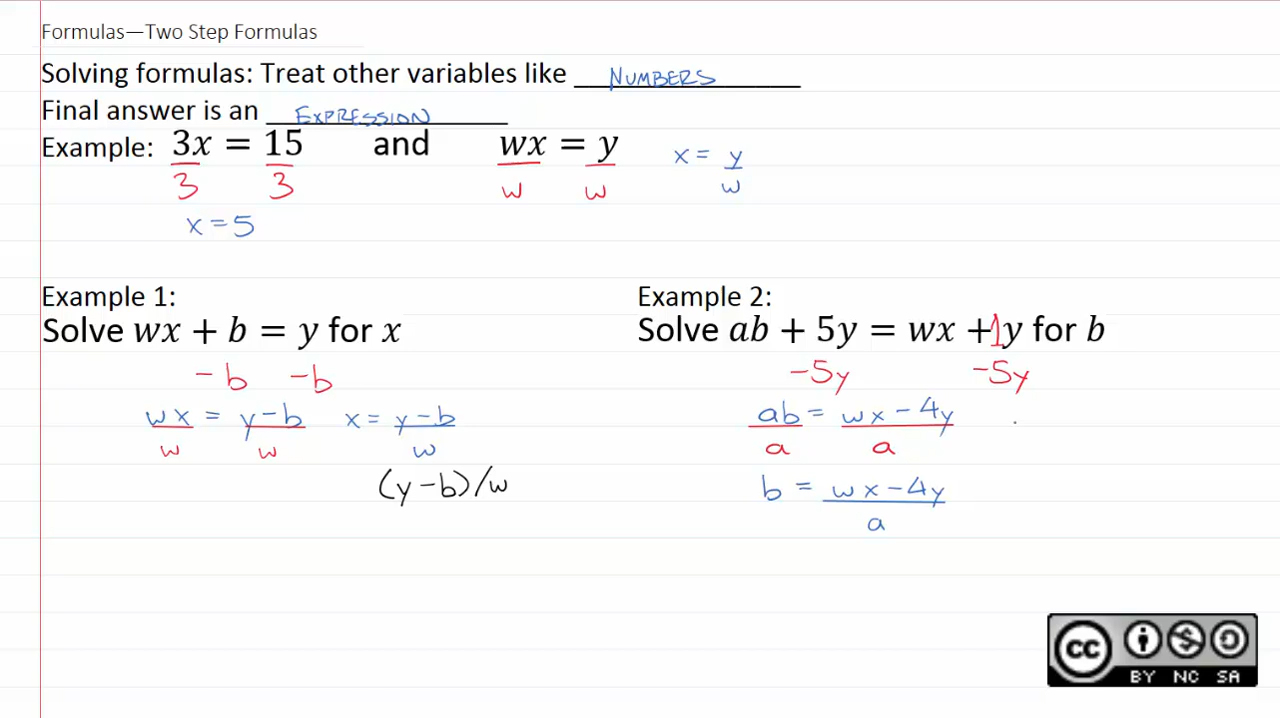 Formulas—Two Step Formulas
Solving formulas: Treat other variables like NUMBERS
Final answer is an EXPRESSION
Example: 3x = 15 and wx = y x = y/w
3 3 w w
x = 5
Example 1:
Solve wx + b = y for x
-b -b
wx = y-b x = y-b
w w w
(y-b)/w
Example 2:
Solve ab + 5y = wx + 1y for b
-5y -5y
ab = wx - 4y
a a
b = wx - 4y
a
CC
BY NC SA